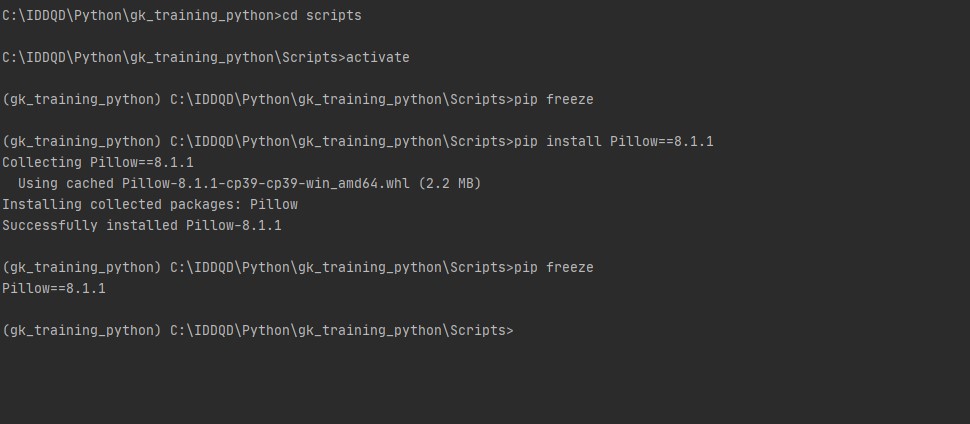 C:\IDDQD\Python\gk_training_python>cd scripts
C:\IDDQD\Python\gk_training_python\Scripts>activate
(gk_training_python) C:\IDDQD\Python\gk_training_python\Scripts>pip freeze
(gk_training_python) C:\IDDQD\Python\gk_training_python\Scripts>pip install Pillow==8.1.1
Collecting Pillow==8.1.1
  Using cached Pillow-8.1.1-cp39-cp39-win_amd64.whl (2.2 MB)
Installing collected packages: Pillow
Successfully installed Pillow-8.1.1
(gk_training_python) C:\IDDQD\Python\gk_training_python\Scripts>pip freeze
Pillow==8.1.1
(gk_training_python) C:\IDDQD\Python\gk_training_python\Scripts>